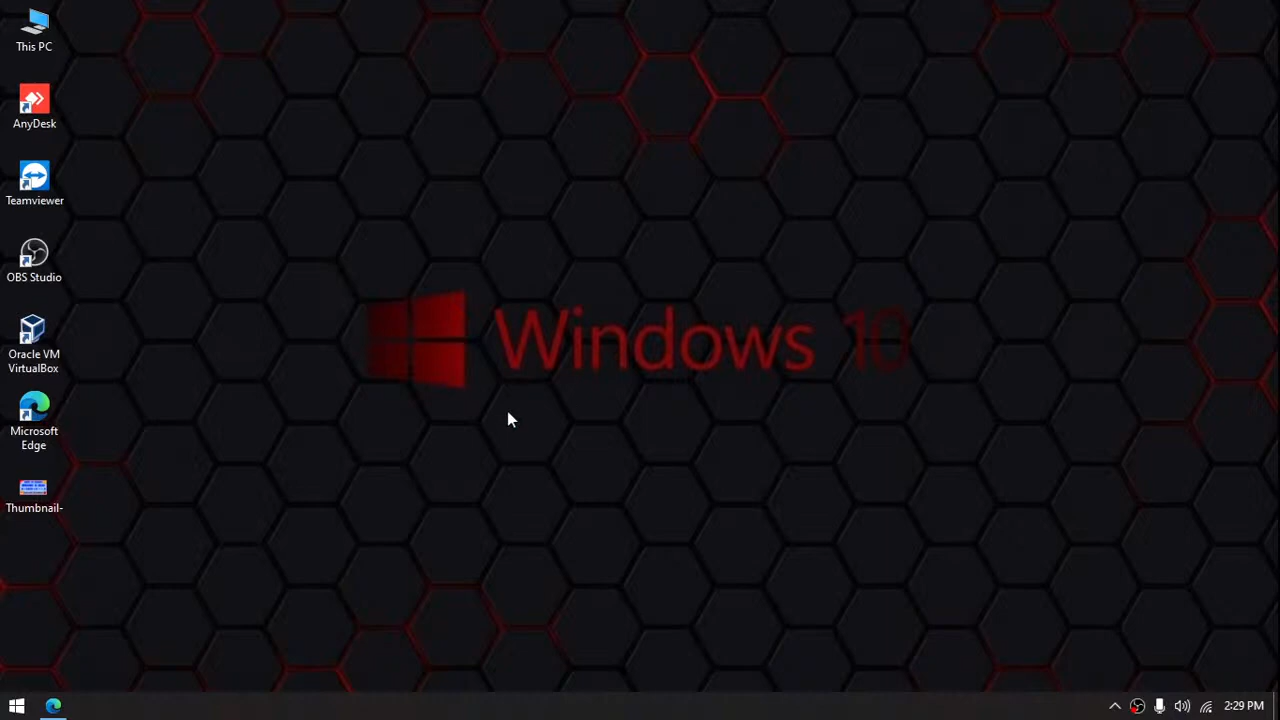 This PC
AnyDesk
Teamviewer
OBS Studio
Oracle VM
VirtualBox
Microsoft
Edge
Thumbnail-
Windows 10
2:29 PM